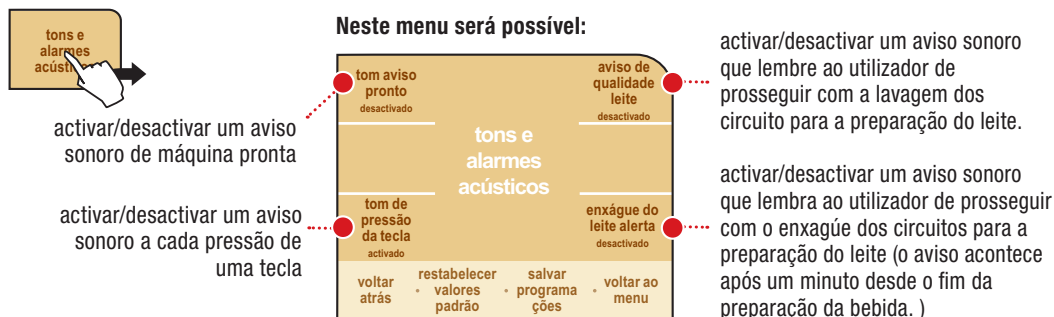 tons e
alarmes
acústicos
activar/desactivar um aviso
sonoro de máquina pronta
activar/desactivar um aviso
sonoro a cada pressão de
uma tecla
Neste menu será possível:
tom aviso
pronto
desactivado
aviso de
qualidade
leite
desactivado
tons e
alarmes
acústicos
tom de
pressão
da tecla
activado
enxágue do
leite alerta
desactivado
voltar
atrás
restabelecer
valores
padrão
salvar
programa
ções
voltar ao
menu
activar/desactivar um aviso sonoro
que lembre ao utilizador de
prosseguir com a lavagem dos
circuito para a preparação do leite.
activar/desactivar um aviso sonoro
que lembra ao utilizador de prosseguir
com o enxagúe dos circuitos para a
preparação do leite (o aviso acontece
após um minuto desde o fim da
preparação da bebida. )